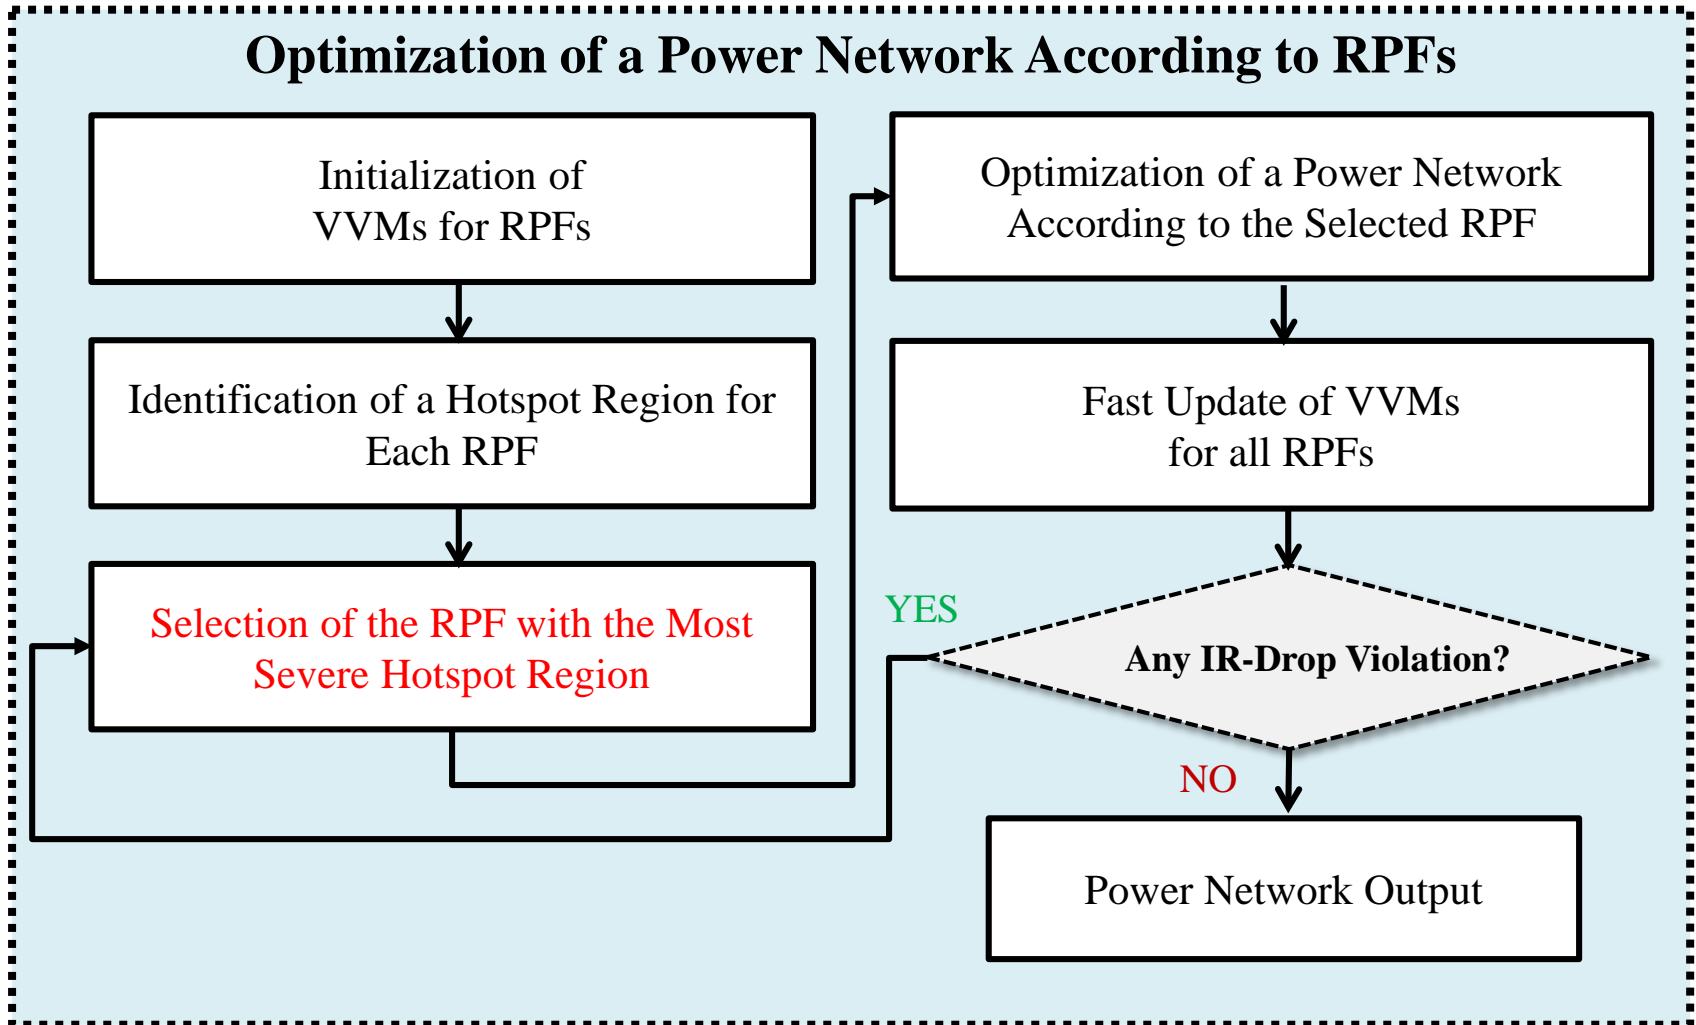 Optimization of a Power Network According to RPFs
Initialization of
VVMs for RPFs
Identification of a Hotspot Region for
Each RPF
Selection of the RPF with the Most
Severe Hotspot Region
Optimization of a Power Network
According to the Selected RPF
Fast Update of VVMs
for all RPFs
YES
Any IR-Drop Violation?
NO
Power Network Output